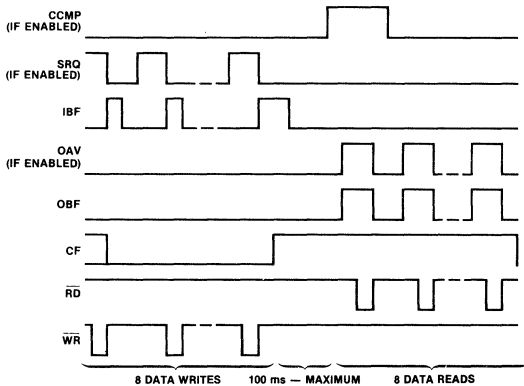 CCMP
(IF ENABLED)
SRQ
(IF ENABLED)
IBF
OAV
(IF ENABLED)
OBF
CF
RD
WR
8 DATA WRITES 100 ms — MAXIMUM 8 DATA READS